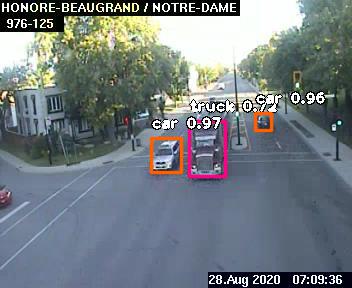 HONORE-BEAUGRAND / NOTRE-DAME
976-125
truck 0.72
car 0.96
car 0.97
28.Aug 2020 07:09:36